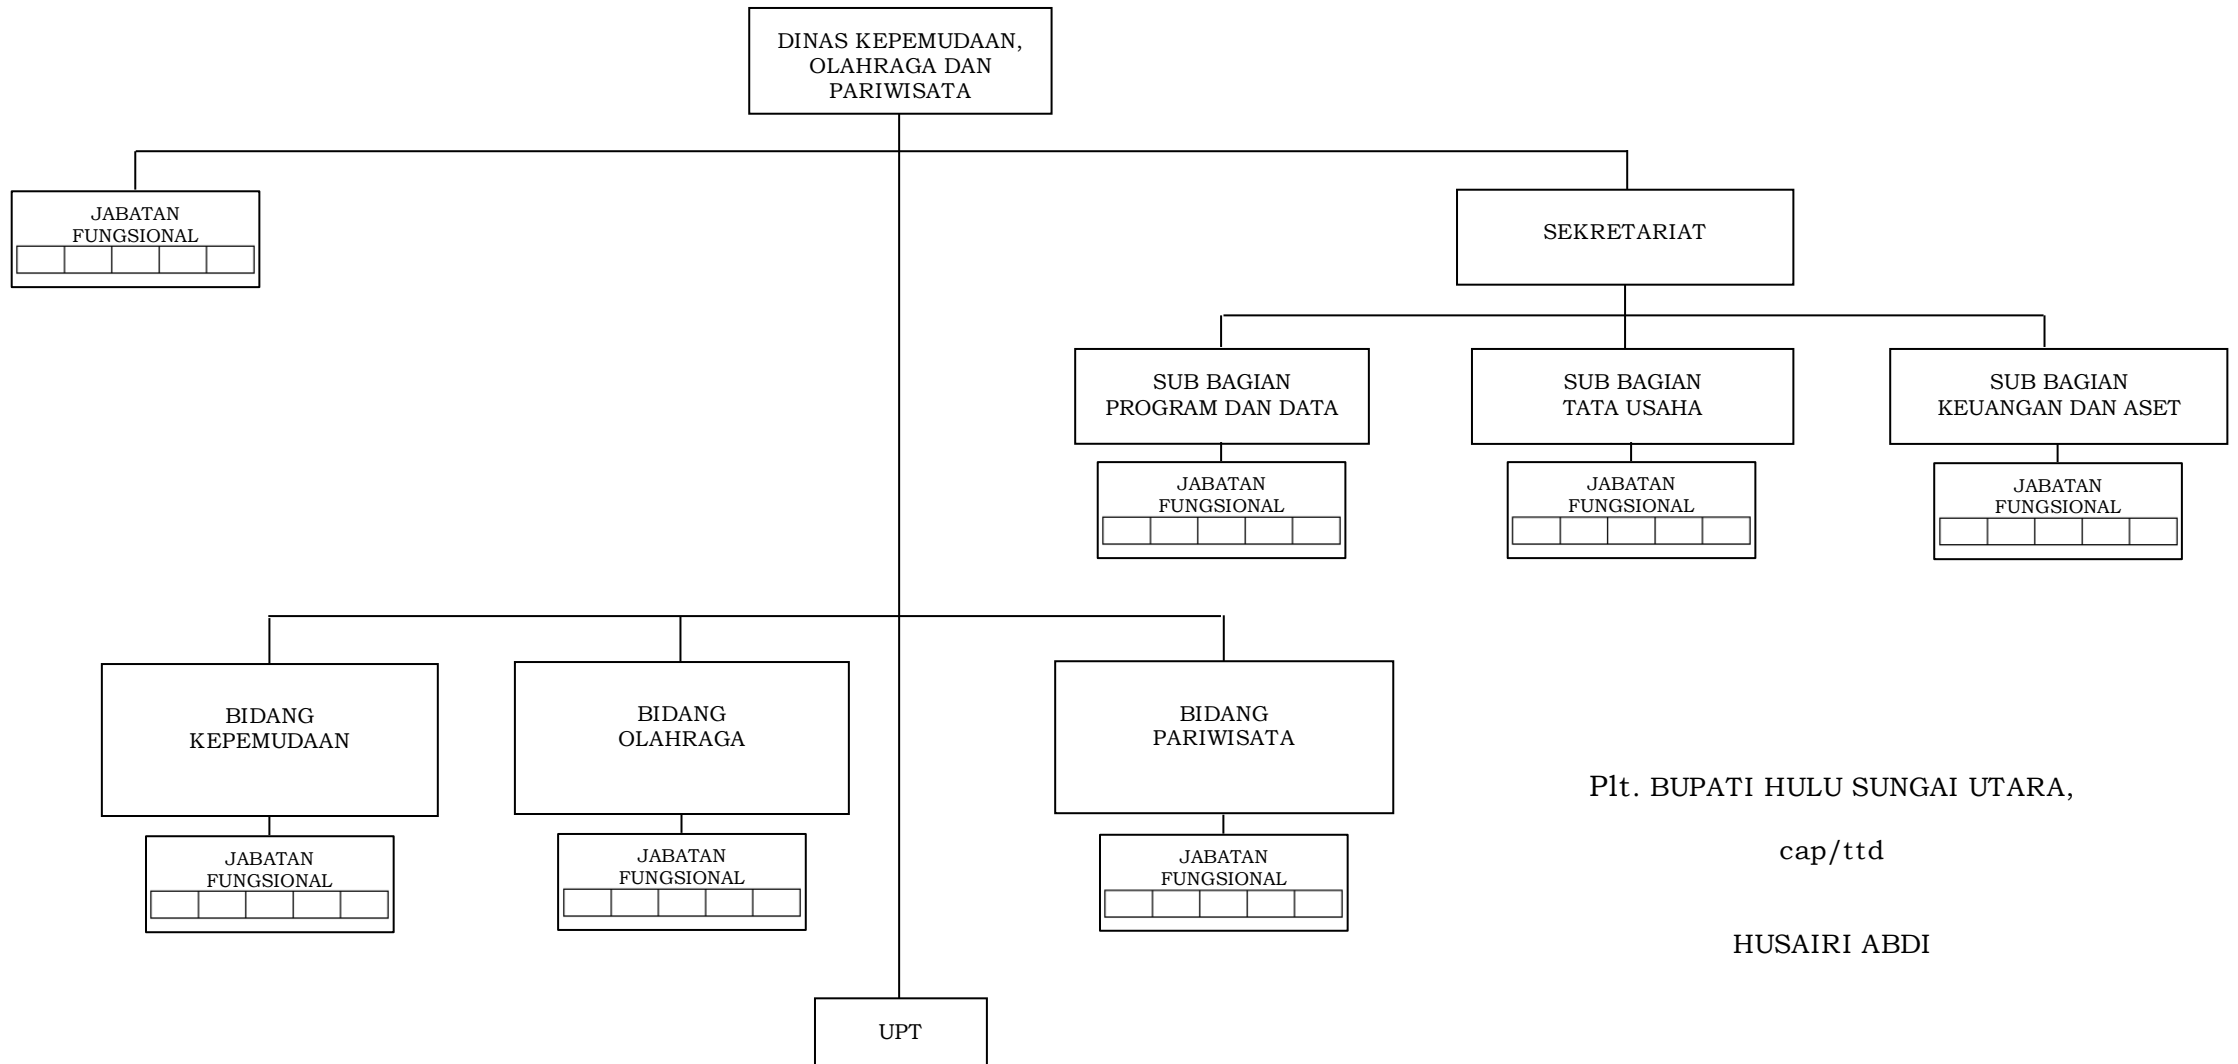 DINAS KEPEMUDAAN,
OLAHRAGA DAN
PARIWISATA
JABATAN
FUNGSIONAL
SEKRETARIAT
SUB BAGIAN
PROGRAM DAN DATA
SUB BAGIAN
TATA USAHA
SUB BAGIAN
KEUANGAN DAN ASET
JABATAN
FUNGSIONAL
JABATAN
FUNGSIONAL
JABATAN
FUNGSIONAL
BIDANG
KEPEMUDAAN
BIDANG
OLAHRAGA
BIDANG
PARIWISATA
JABATAN
FUNGSIONAL
JABATAN
FUNGSIONAL
JABATAN
FUNGSIONAL
Plt. BUPATI HULU SUNGAI UTARA,
cap/ttd
HUSAIRI ABDI
UPT